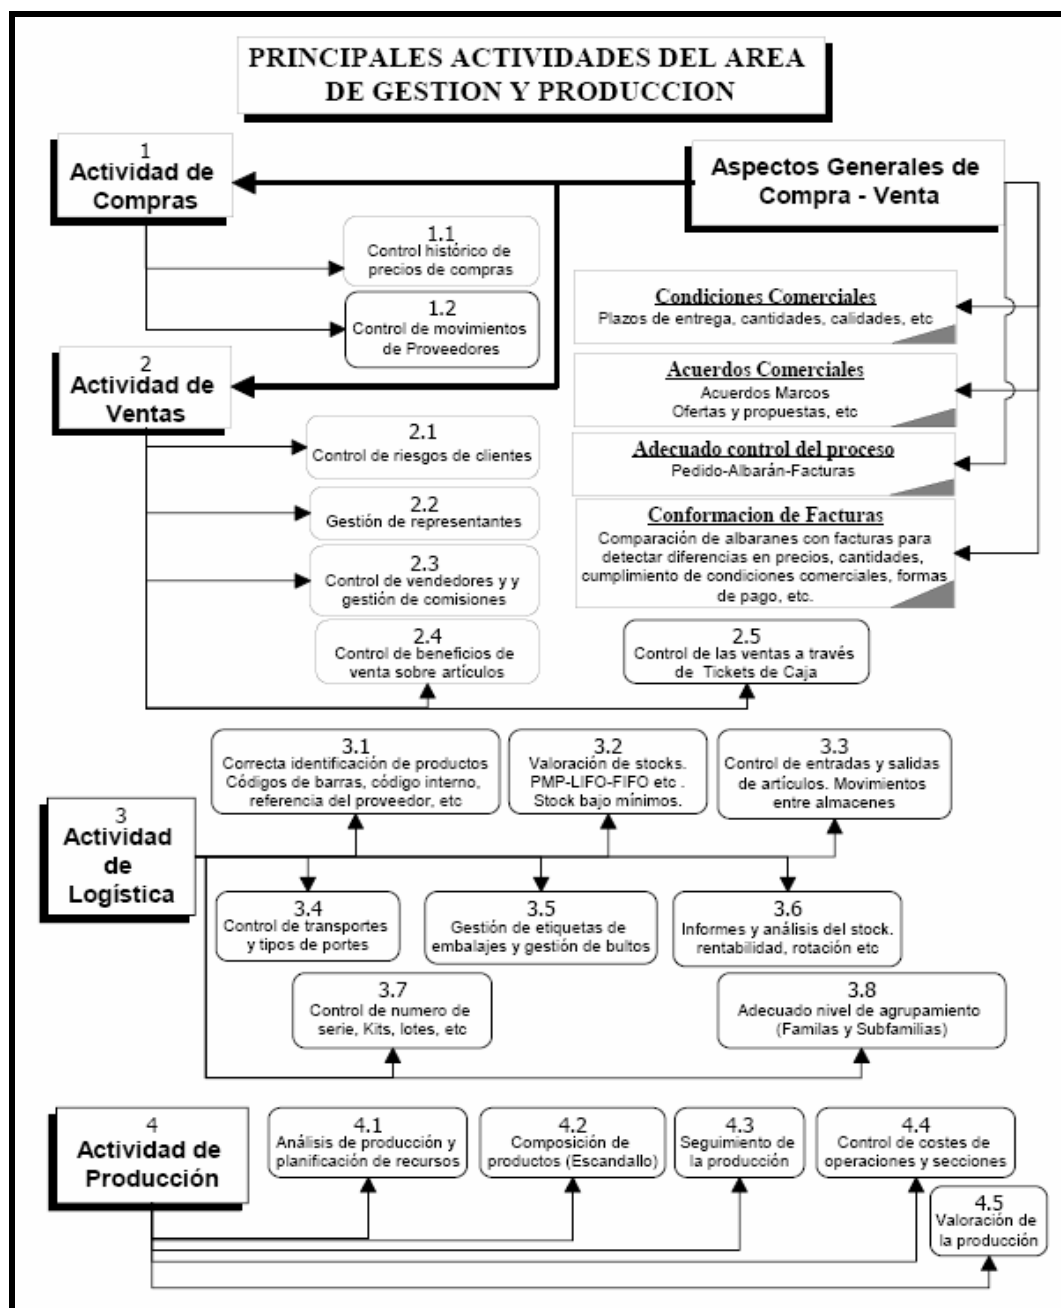 PRINCIPALES ACTIVIDADES DEL AREA
DE GESTION Y PRODUCCION
1
Actividad de
Compras
Aspectos Generales de
Compra - Venta
1.1
Control histórico de
precios de compras
1.2
Control de movimientos
de Proveedores
Condiciones Comerciales
Plazos de entrega, cantidades, calidades, etc
Acuerdos Comerciales
Acuerdos Marcos
Ofertas y propuestas, etc
Adecuado control del proceso
Pedido-Albarán-Facturas
Conformacion de Facturas
Comparación de albaranes con facturas para
detectar diferencias en precios, cantidades,
cumplimiento de condiciones comerciales, formas
de pago, etc.
2
Actividad de
Ventas
2.1
Control de riesgos de clientes
2.2
Gestión de representantes
2.3
Control de vendedores y y
gestión de comisiones
2.4
Control de beneficios de
venta sobre artículos
2.5
Control de las ventas a través
de Tickets de Caja
3
Actividad
de
Logística
3.1
Correcta identificación de productos
Códigos de barras, código interno,
referencia del proveedor, etc
3.2
Valoración de stocks.
PMP-LIFO-FIFO etc .
Stock bajo mínimos.
3.3
Control de entradas y salidas
de artículos. Movimientos
entre almacenes
3.4
Control de transportes
y tipos de portes
3.5
Gestión de etiquetas de
embalajes y gestión de bultos
3.6
Informes y análisis del stock.
rentabilidad, rotación etc
3.7
Control de numero de
serie, Kits, lotes, etc
3.8
Adecuado nivel de agrupamiento
(Familas y Subfamilias)
4
Actividad de
Producción
4.1
Análisis de producción y
planificación de recursos
4.2
Composición de
productos (Escandallo)
4.3
Seguimiento de
la producción
4.4
Control de costes de
operaciones y secciones
4.5
Valoración de
la producción